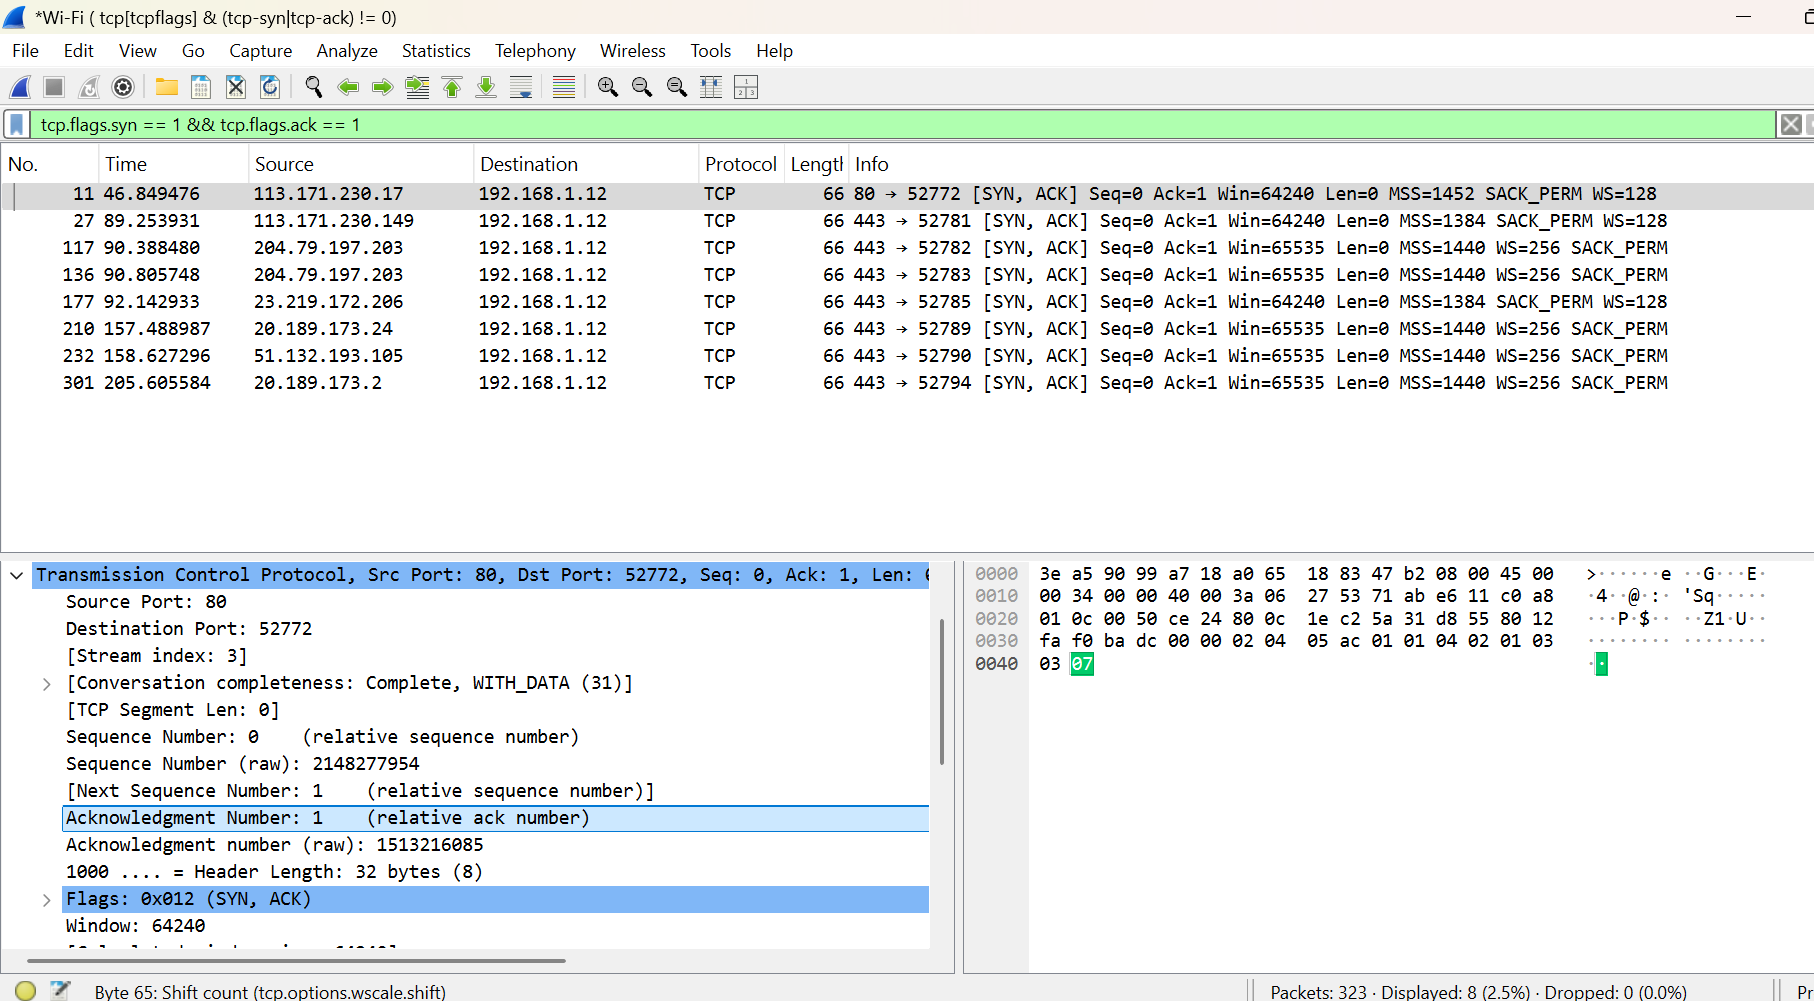 *Wi-Fi ( tcp[tcpflags] & (tcp-syn|tcp-ack) != 0)
File Edit View Go Capture Analyze Statistics Telephony Wireless Tools Help
tcp.flags.syn == 1 && tcp.flags.ack == 1
No. Time Source Destination Protocol Length Info
11 46.849476 113.171.230.17 192.168.1.12 TCP 66 80 → 52772 [SYN, ACK] Seq=0 Ack=1 Win=64240 Len=0 MSS=1452 SACK_PERM WS=128
27 89.253931 113.171.230.149 192.168.1.12 TCP 66 443 → 52781 [SYN, ACK] Seq=0 Ack=1 Win=64240 Len=0 MSS=1384 SACK_PERM WS=128
117 90.388480 204.79.197.203 192.168.1.12 TCP 66 443 → 52782 [SYN, ACK] Seq=0 Ack=1 Win=65535 Len=0 MSS=1440 WS=256 SACK_PERM
136 90.805748 204.79.197.203 192.168.1.12 TCP 66 443 → 52783 [SYN, ACK] Seq=0 Ack=1 Win=65535 Len=0 MSS=1440 WS=256 SACK_PERM
177 92.142933 23.219.172.206 192.168.1.12 TCP 66 443 → 52785 [SYN, ACK] Seq=0 Ack=1 Win=64240 Len=0 MSS=1384 SACK_PERM WS=128
210 157.488987 20.189.173.24 192.168.1.12 TCP 66 443 → 52789 [SYN, ACK] Seq=0 Ack=1 Win=65535 Len=0 MSS=1440 WS=256 SACK_PERM
232 158.627296 51.132.193.105 192.168.1.12 TCP 66 443 → 52790 [SYN, ACK] Seq=0 Ack=1 Win=65535 Len=0 MSS=1440 WS=256 SACK_PERM
301 205.605584 20.189.173.2 192.168.1.12 TCP 66 443 → 52794 [SYN, ACK] Seq=0 Ack=1 Win=65535 Len=0 MSS=1440 WS=256 SACK_PERM
Transmission Control Protocol, Src Port: 80, Dst Port: 52772, Seq: 0, Ack: 1, Len:
Source Port: 80
Destination Port: 52772
[Stream index: 3]
[Conversation completeness: Complete, WITH_DATA (31)]
[TCP Segment Len: 0]
Sequence Number: 0 (relative sequence number)
Sequence Number (raw): 2148277954
[Next Sequence Number: 1 (relative sequence number)]
Acknowledgment Number: 1 (relative ack number)
Acknowledgment number (raw): 1513216085
1000 .... = Header Length: 32 bytes (8)
Flags: 0x012 (SYN, ACK)
Window: 64240
0000 3e a5 90 99 a7 18 a0 65 18 83 47 b2 08 00 45 00 >······e ··G···E·
0010 00 34 00 00 40 00 3a 06 27 53 71 ab e6 11 c0 a8 ·4··@·:· 'Sq·····
0020 01 0c 00 50 ce 24 80 0c 1e c2 5a 31 d8 55 80 12 ···P·$·· ··Z1·U··
0030 fa f0 ba dc 00 00 02 04 05 ac 01 01 04 02 01 03 ········ ········
0040 03 07 ··
Byte 65: Shift count (tcp.options.wscale.shift)
Packets: 323 · Displayed: 8 (2.5%) · Dropped: 0 (0.0%)